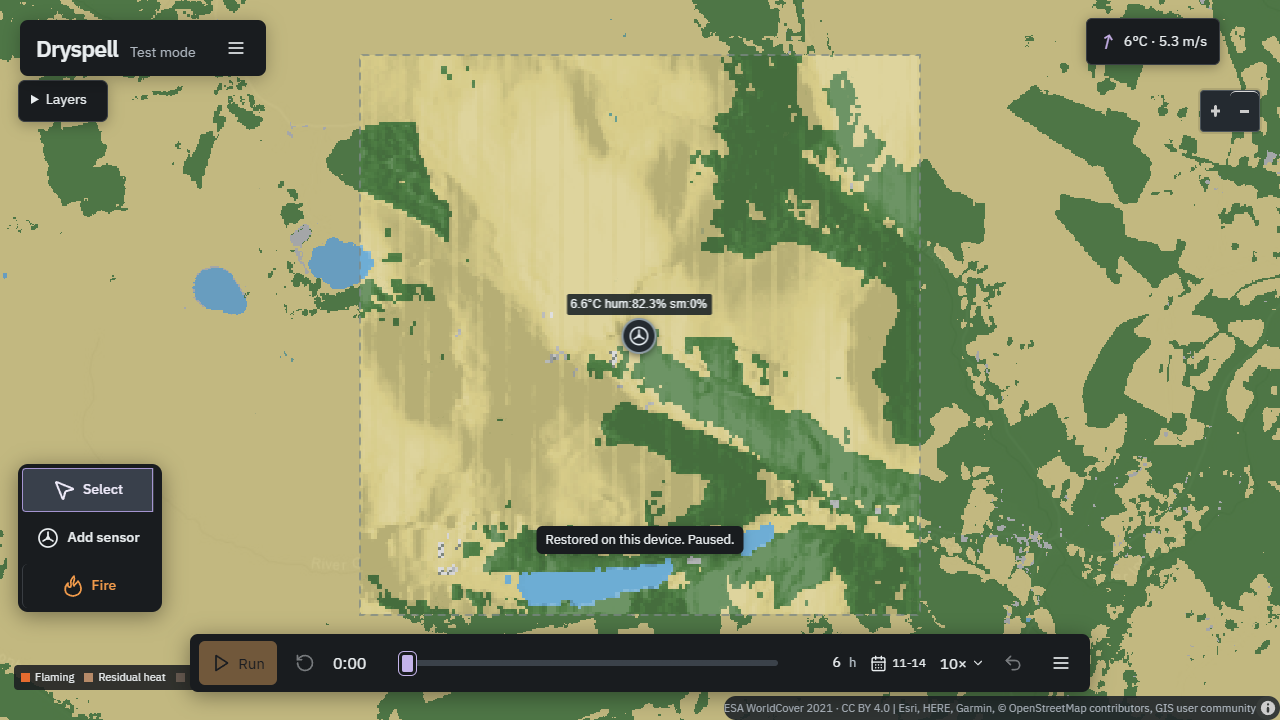 Dryspell Test mode
Layers
6°C · 5.3 m/s
+ −
6.6°C hum:82.3% sm:0%
Select
Add sensor
Fire
Restored on this device. Paused.
River
Run 0:00 6 h 11-14 10×
Flaming Residual heat
ESA WorldCover 2021 · CC BY 4.0 | Esri, HERE, Garmin, © OpenStreetMap contributors, GIS user community